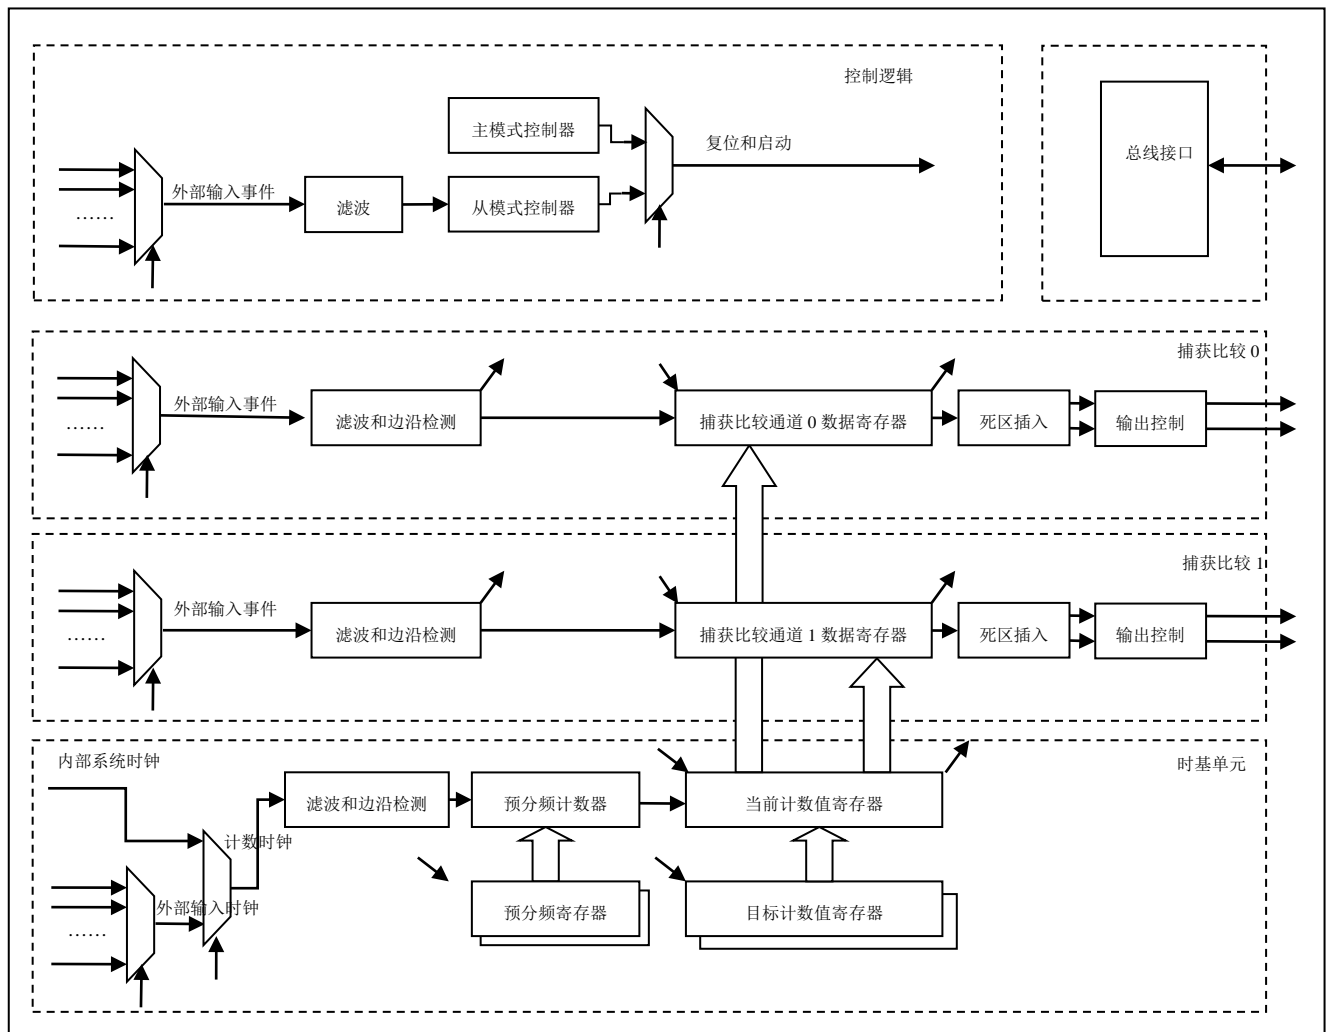 控制逻辑
主模式控制器
复位和启动
总线接口
外部输入事件
滤波
从模式控制器
......
捕获比较 0
外部输入事件
滤波和边沿检测
捕获比较通道 0 数据寄存器
死区插入
输出控制
......
捕获比较 1
外部输入事件
滤波和边沿检测
捕获比较通道 1 数据寄存器
死区插入
输出控制
......
内部系统时钟
时基单元
滤波和边沿检测
预分频计数器
当前计数值寄存器
计数时钟
外部输入时钟
预分频寄存器
目标计数值寄存器
......